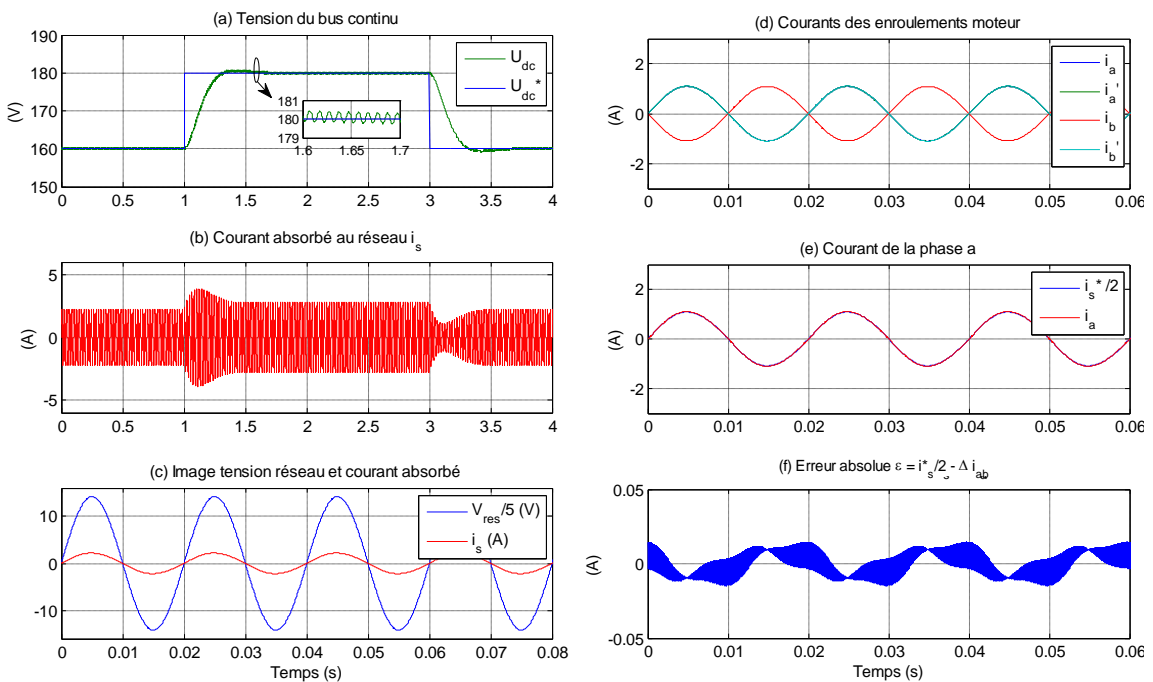 (a) Tension du bus continu
190
180
170
160
150
(V)
U_dc
U_dc*
181
180
179
1.6 1.65 1.7
0 0.5 1 1.5 2 2.5 3 3.5 4
(b) Courant absorbé au réseau i_s
5
0
-5
(A)
0 0.5 1 1.5 2 2.5 3 3.5 4
(c) Image tension réseau et courant absorbé
10
0
-10
V_res/5 (V)
i_s (A)
0 0.01 0.02 0.03 0.04 0.05 0.06 0.07 0.08
Temps (s)
(d) Courants des enroulements moteur
2
0
-2
(A)
i_a
i_a'
i_b
i_b'
0 0.01 0.02 0.03 0.04 0.05 0.06
(e) Courant de la phase a
2
0
-2
(A)
i_s*/2
i_a
0 0.01 0.02 0.03 0.04 0.05 0.06
(f) Erreur absolue ε = i*_s/2 - Δ i_ab
0.05
0
-0.05
(A)
0 0.01 0.02 0.03 0.04 0.05 0.06
Temps (s)